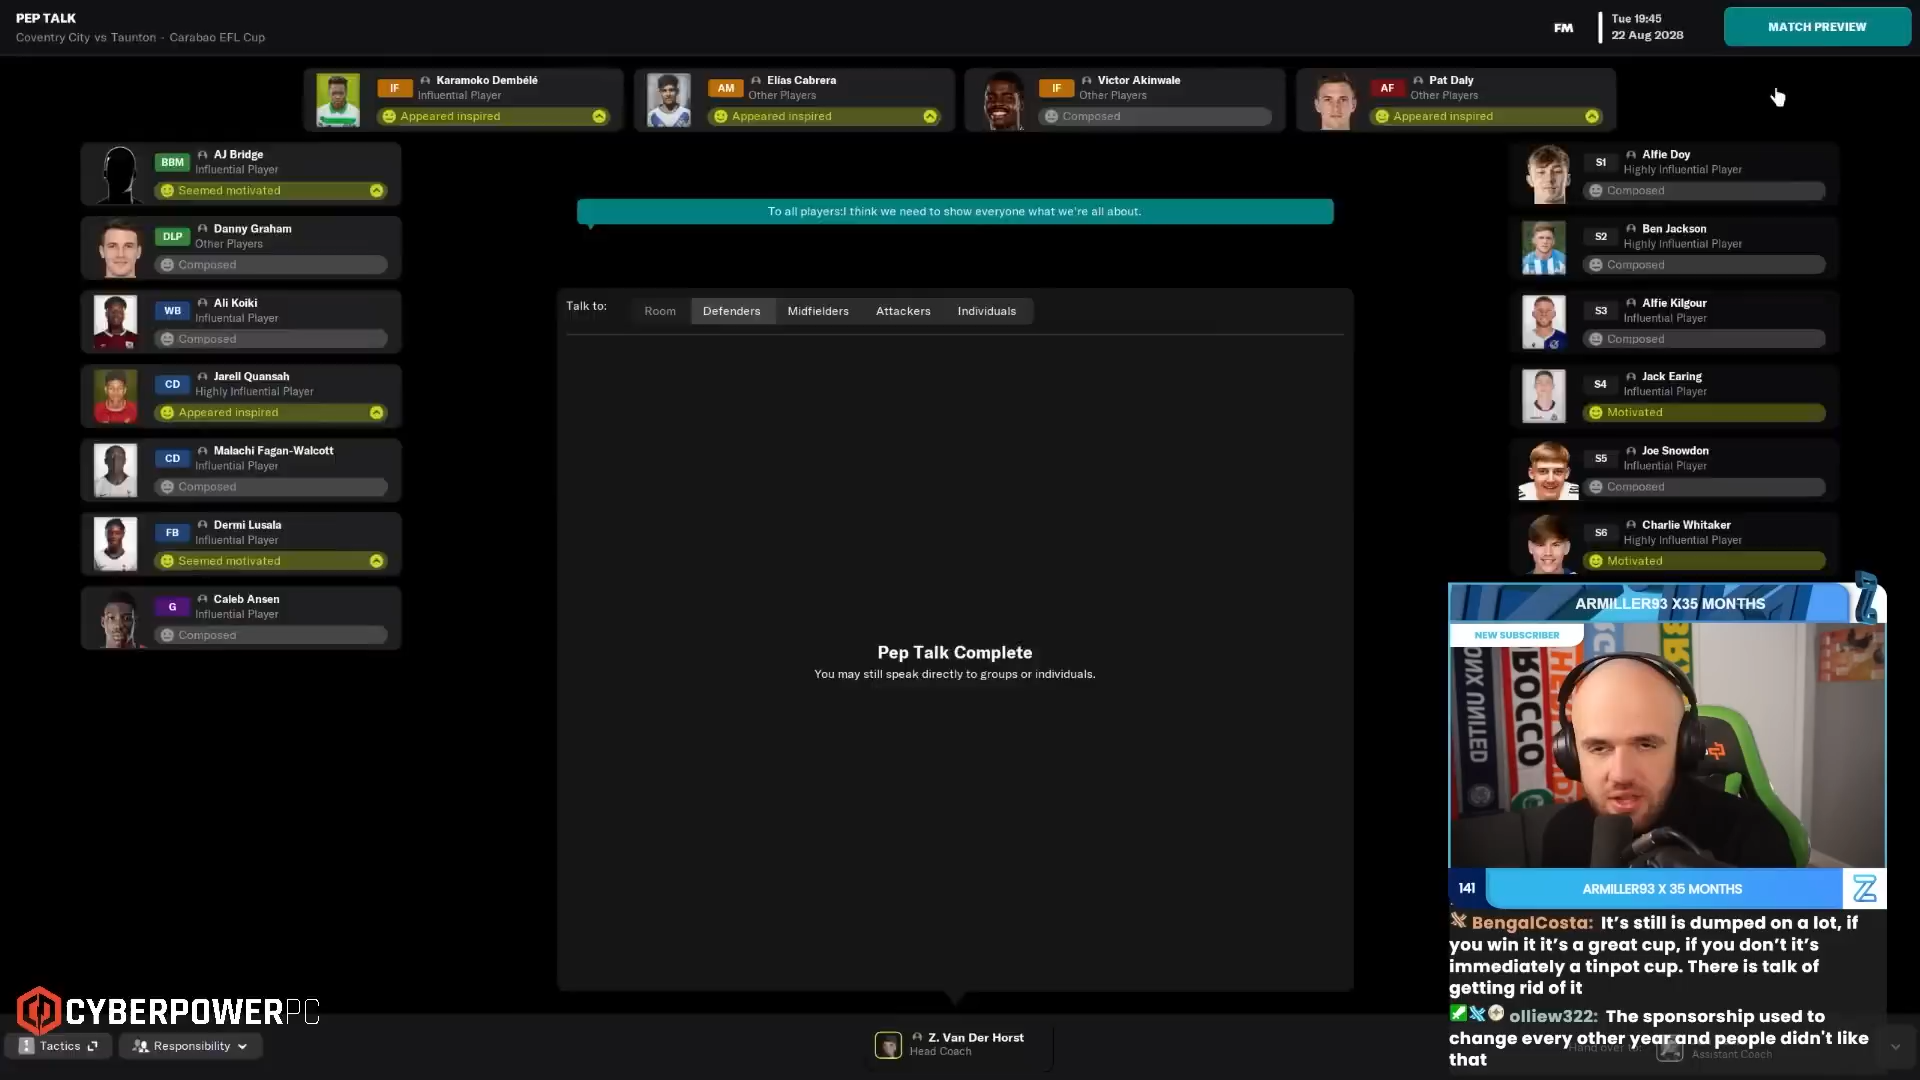 PEP TALK
Coventry City vs Taunton - Carabao EFL Cup
FM
Tue 19:45
22 Aug 2028
MATCH PREVIEW
IF
Karamoko Dembélé
Influential Player
Appeared inspired
AM
Elías Cabrera
Other Players
Appeared inspired
IF
Victor Akinwale
Other Players
Composed
AF
Pat Daly
Other Players
Appeared inspired
BBM
AJ Bridge
Influential Player
Seemed motivated
DLP
Danny Graham
Other Players
Composed
WB
Ali Koiki
Influential Player
Composed
CD
Jarell Quansah
Highly Influential Player
Appeared inspired
CD
Malachi Fagan-Walcott
Influential Player
Composed
FB
Dermi Lusala
Influential Player
Seemed motivated
G
Caleb Ansen
Influential Player
Composed
To all players:I think we need to show everyone what we're all about.
Talk to:
Room
Defenders
Midfielders
Attackers
Individuals
Pep Talk Complete
You may still speak directly to groups or individuals.
S1
Alfie Doy
Highly Influential Player
Composed
S2
Ben Jackson
Highly Influential Player
Composed
S3
Alfie Kilgour
Influential Player
Composed
S4
Jack Earing
Influential Player
Motivated
S5
Joe Snowdon
Influential Player
Composed
S6
Charlie Whitaker
Highly Influential Player
Motivated
ARMILLER93 X35 MONTHS
NEW SUBSCRIBER
UNITED
ROCCO
141
ARMILLER93 X 35 MONTHS
BengalCosta: It's still is dumped on a lot, if
you win it it's a great cup, if you don't it's
immediately a tinpot cup. There is talk of
getting rid of it
olliew322: The sponsorship used to
change every other year and people didn't like
that
Hand over to:
Assistant Coach
CYBERPOWERPC
Tactics
Responsibility
Z. Van Der Horst
Head Coach